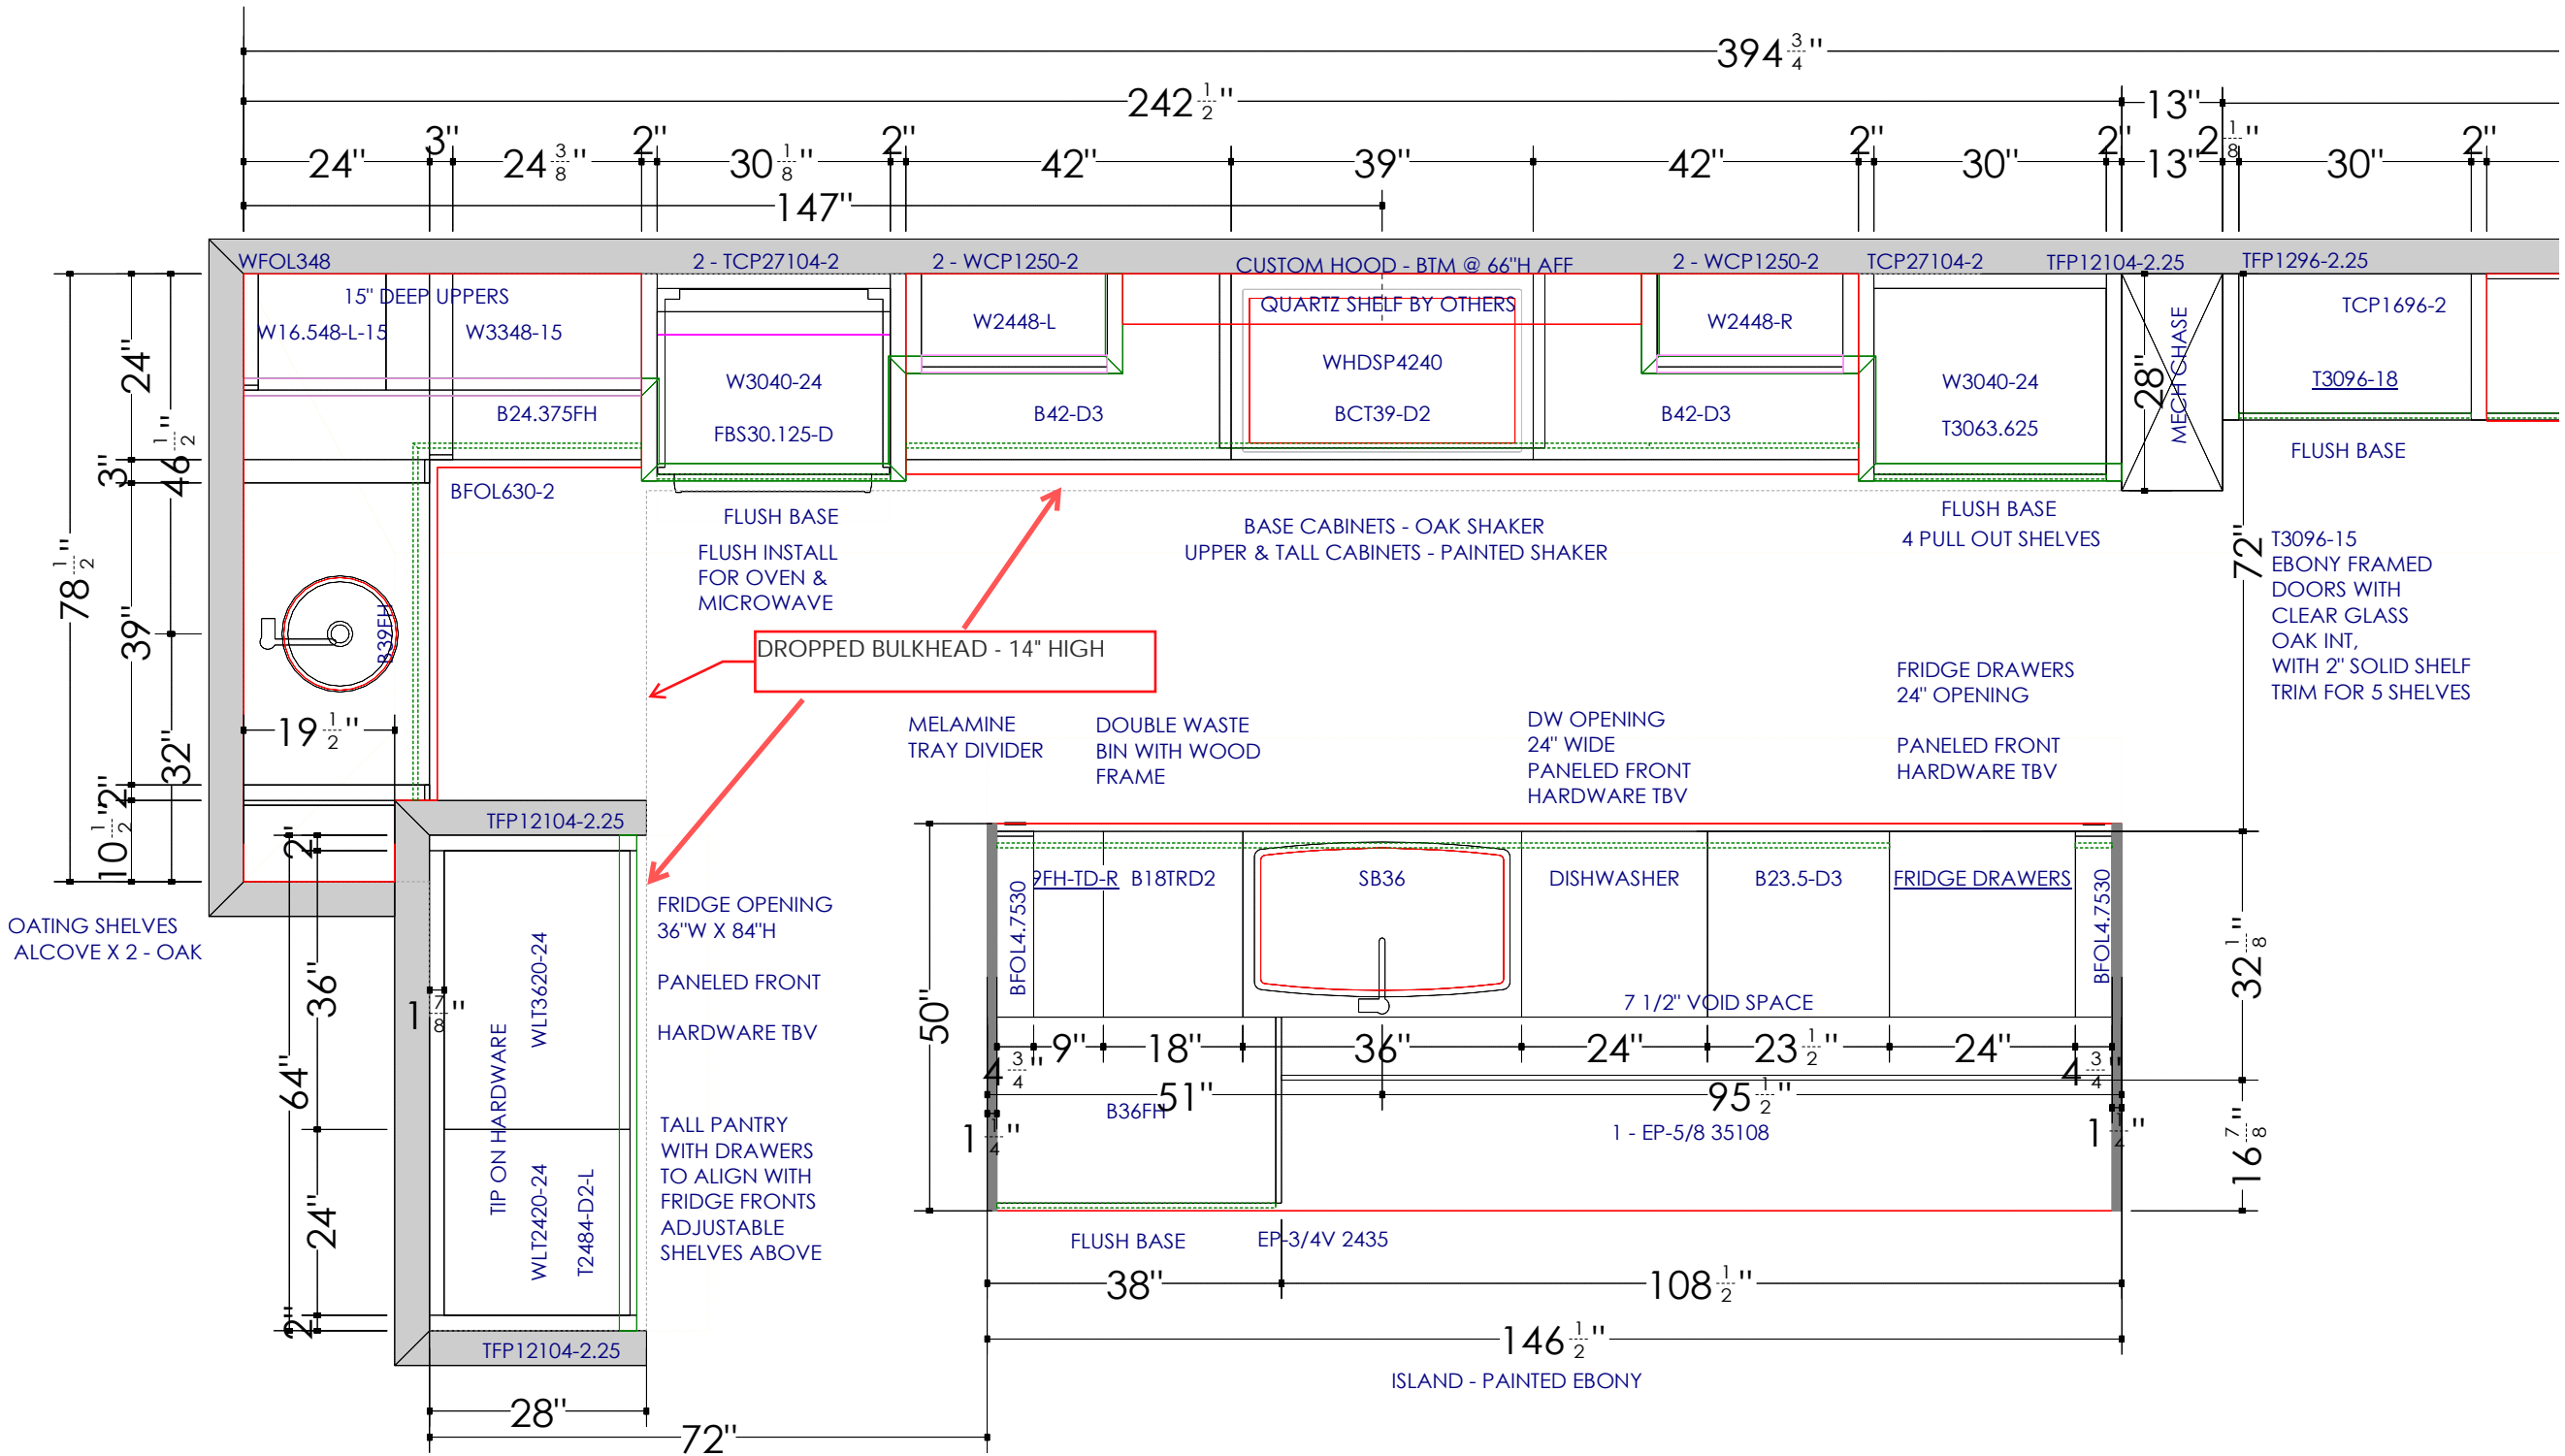 394 3/4"
242 1/2"
13"
24"
3"
24 3/8"
2"
30 1/8"
2"
42"
39"
42"
2"
30"
2"
13"
2 1/8"
30"
2"
147"
WFOL348
2 - TCP27104-2
2 - WCP1250-2
CUSTOM HOOD - BTM @ 66"H AFF
2 - WCP1250-2
TCP27104-2
TFP12104-2.25
TFP1296-2.25
15" DEEP UPPERS
W16.548-L-15
W3348-15
W2448-L
QUARTZ SHELF BY OTHERS
W2448-R
TCP1696-2
W3040-24
WHDSP4240
W3040-24
T3096-18
B24.375FH
FBS30.125-D
B42-D3
BCT39-D2
B42-D3
T3063.625
28"
MECH CHASE
FLUSH BASE
BFOL630-2
FLUSH BASE
FLUSH INSTALL
FOR OVEN &
MICROWAVE
BASE CABINETS - OAK SHAKER
UPPER & TALL CABINETS - PAINTED SHAKER
FLUSH BASE
4 PULL OUT SHELVES
72"
T3096-15
EBONY FRAMED
DOORS WITH
CLEAR GLASS
OAK INT,
WITH 2" SOLID SHELF
TRIM FOR 5 SHELVES
24"
3"
46 1/2"
78 1/2"
39"
32"
2"
10 1/2"
B39FH
19 1/2"
DROPPED BULKHEAD - 14" HIGH
MELAMINE
TRAY DIVIDER
DOUBLE WASTE
BIN WITH WOOD
FRAME
DW OPENING
24" WIDE
PANELED FRONT
HARDWARE TBV
FRIDGE DRAWERS
24" OPENING
PANELED FRONT
HARDWARE TBV
TFP12104-2.25
OATING SHELVES
ALCOVE X 2 - OAK
2"
36"
64"
24"
2"
1 7/8"
TIP ON HARDWARE
WLT3620-24
WLT2420-24
T2484-D2-L
FRIDGE OPENING
36"W X 84"H
PANELED FRONT
HARDWARE TBV
TALL PANTRY
WITH DRAWERS
TO ALIGN WITH
FRIDGE FRONTS
ADJUSTABLE
SHELVES ABOVE
TFP12104-2.25
28"
72"
50"
BFOL4.7530
9FH-TD-R
B18TRD2
SB36
DISHWASHER
B23.5-D3
FRIDGE DRAWERS
BFOL4.7530
7 1/2" VOID SPACE
4 3/4"
9"
18"
36"
24"
23 1/2"
24"
4 3/4"
51"
95 1/2"
B36FH
1 1/4"
1 - EP-5/8 35108
1 1/4"
32 1/8"
16 7/8"
FLUSH BASE
EP-3/4V 2435
38"
108 1/2"
146 1/2"
ISLAND - PAINTED EBONY